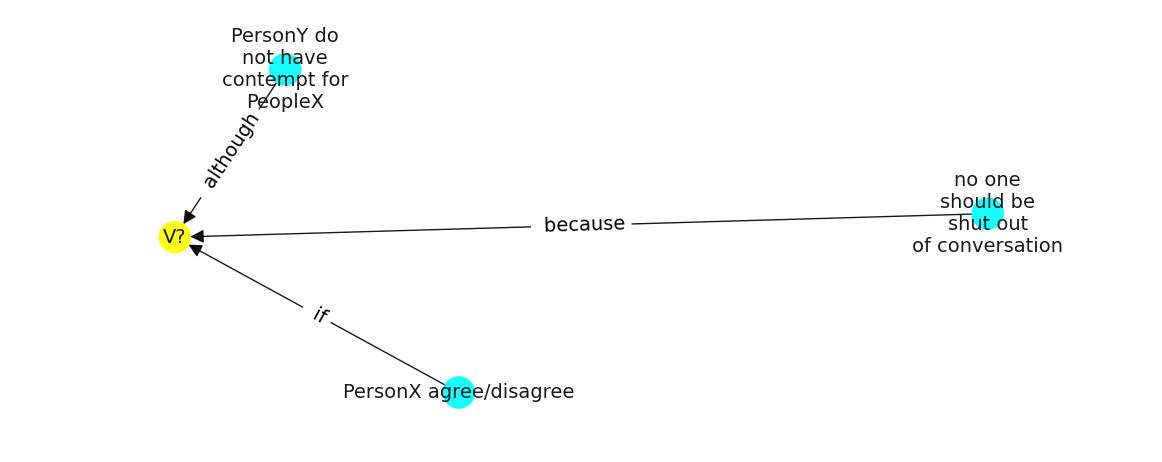 PersonY do
not have
contempt for
PeopleX
although
no one
should be
shut out
of conversation
because
V?
if
PersonX agree/disagree